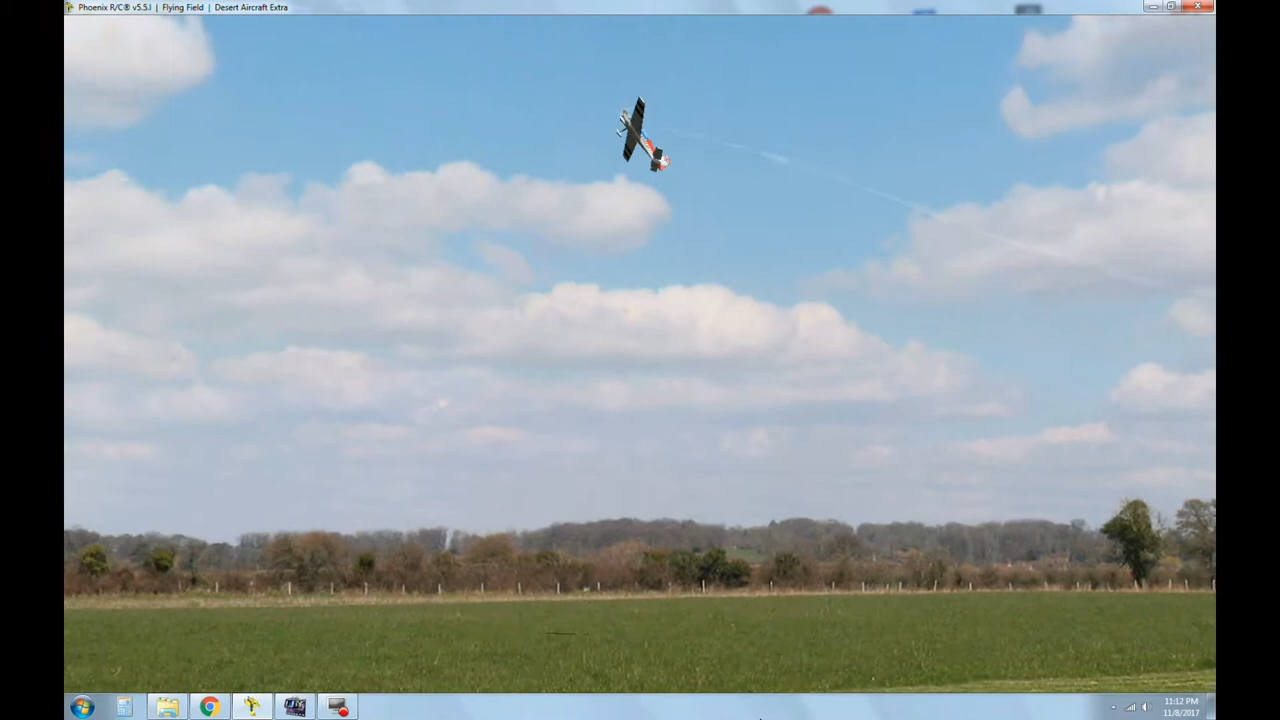 Phoenix R/C® v5.5.l | Flying Field | Desert Aircraft Extra
11:12 PM
11/8/2017